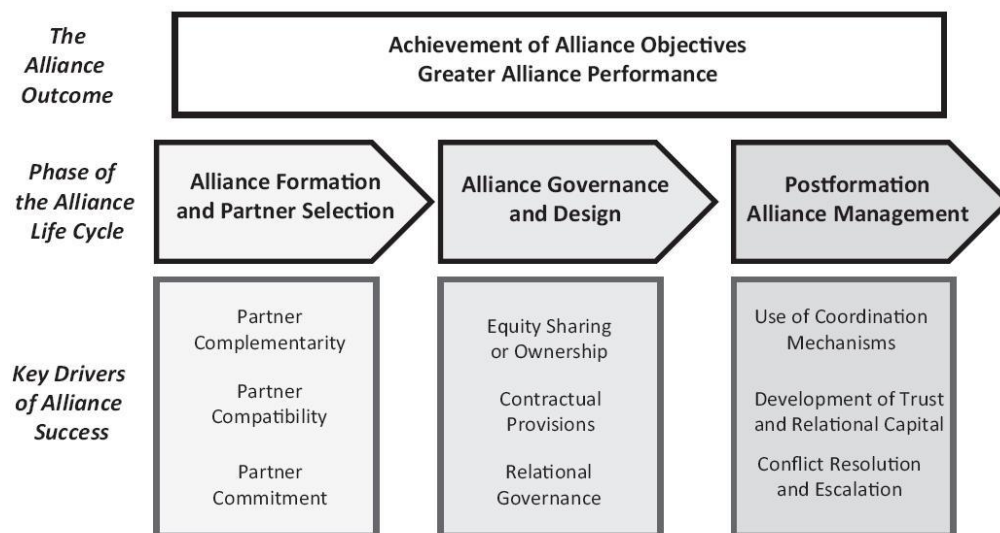 The
Alliance
Outcome
Achievement of Alliance Objectives
Greater Alliance Performance
Phase of
the Alliance
Life Cycle
Alliance Formation
and Partner Selection
Alliance Governance
and Design
Postformation
Alliance Management
Key Drivers
of Alliance
Success
Partner
Complementarity
Partner
Compatibility
Partner
Commitment
Equity Sharing
or Ownership
Contractual
Provisions
Relational
Governance
Use of Coordination
Mechanisms
Development of Trust
and Relational Capital
Conflict Resolution
and Escalation